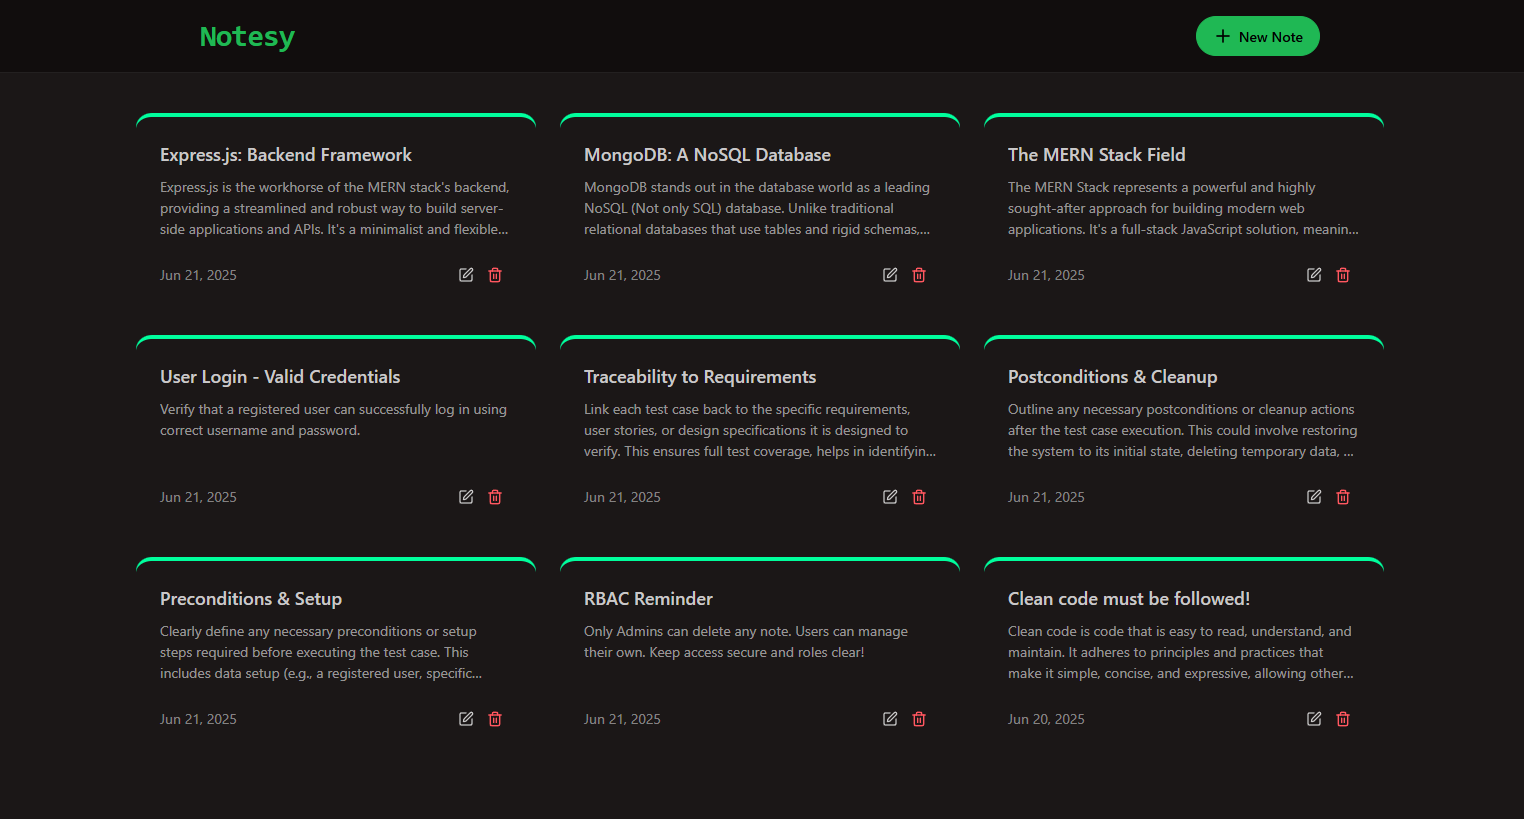 Notesy
New Note
Express.js: Backend Framework
Express.js is the workhorse of the MERN stack's backend,
providing a streamlined and robust way to build server-
side applications and APIs. It's a minimalist and flexible...
Jun 21, 2025
MongoDB: A NoSQL Database
MongoDB stands out in the database world as a leading
NoSQL (Not only SQL) database. Unlike traditional
relational databases that use tables and rigid schemas,...
Jun 21, 2025
The MERN Stack Field
The MERN Stack represents a powerful and highly
sought-after approach for building modern web
applications. It's a full-stack JavaScript solution, meanin...
Jun 21, 2025
User Login - Valid Credentials
Verify that a registered user can successfully log in using
correct username and password.
Jun 21, 2025
Traceability to Requirements
Link each test case back to the specific requirements,
user stories, or design specifications it is designed to
verify. This ensures full test coverage, helps in identifyin...
Jun 21, 2025
Postconditions & Cleanup
Outline any necessary postconditions or cleanup actions
after the test case execution. This could involve restoring
the system to its initial state, deleting temporary data, ...
Jun 21, 2025
Preconditions & Setup
Clearly define any necessary preconditions or setup
steps required before executing the test case. This
includes data setup (e.g., a registered user, specific...
Jun 21, 2025
RBAC Reminder
Only Admins can delete any note. Users can manage
their own. Keep access secure and roles clear!
Jun 21, 2025
Clean code must be followed!
Clean code is code that is easy to read, understand, and
maintain. It adheres to principles and practices that
make it simple, concise, and expressive, allowing other...
Jun 20, 2025